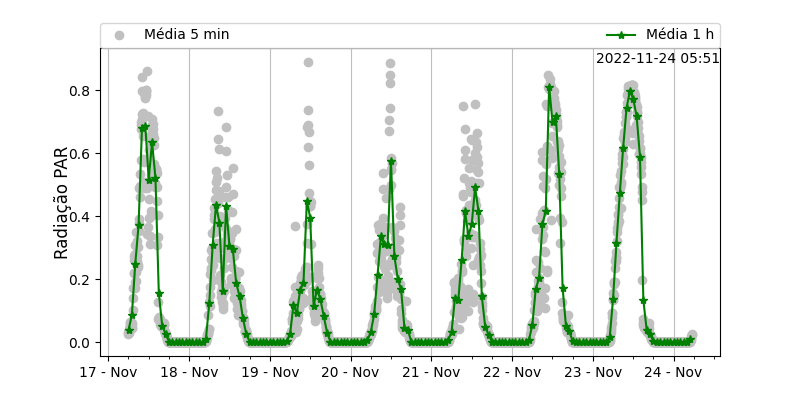 Média 5 min
Média 1 h
2022-11-24 05:51
Radiação PAR
0.8
0.6
0.4
0.2
0.0
17 - Nov
18 - Nov
19 - Nov
20 - Nov
21 - Nov
22 - Nov
23 - Nov
24 - Nov